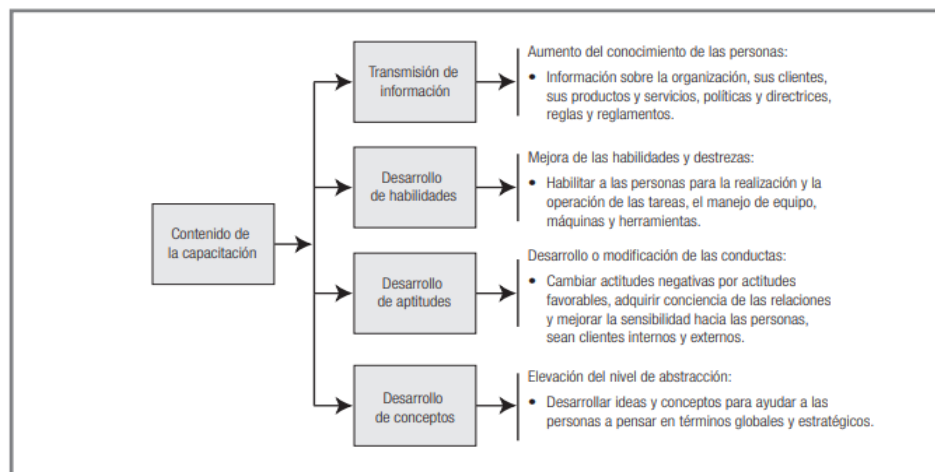 Transmisión de
información
Aumento del conocimiento de las personas:
• Información sobre la organización, sus clientes,
sus productos y servicios, políticas y directrices,
reglas y reglamentos.
Desarrollo
de habilidades
Mejora de las habilidades y destrezas:
• Habilitar a las personas para la realización y la
operación de las tareas, el manejo de equipo,
máquinas y herramientas.
Contenido de
la capacitación
Desarrollo
de aptitudes
Desarrollo o modificación de las conductas:
• Cambiar actitudes negativas por actitudes
favorables, adquirir conciencia de las relaciones
y mejorar la sensibilidad hacia las personas,
sean clientes internos y externos.
Desarrollo
de conceptos
Elevación del nivel de abstracción:
• Desarrollar ideas y conceptos para ayudar a las
personas a pensar en términos globales y estratégicos.